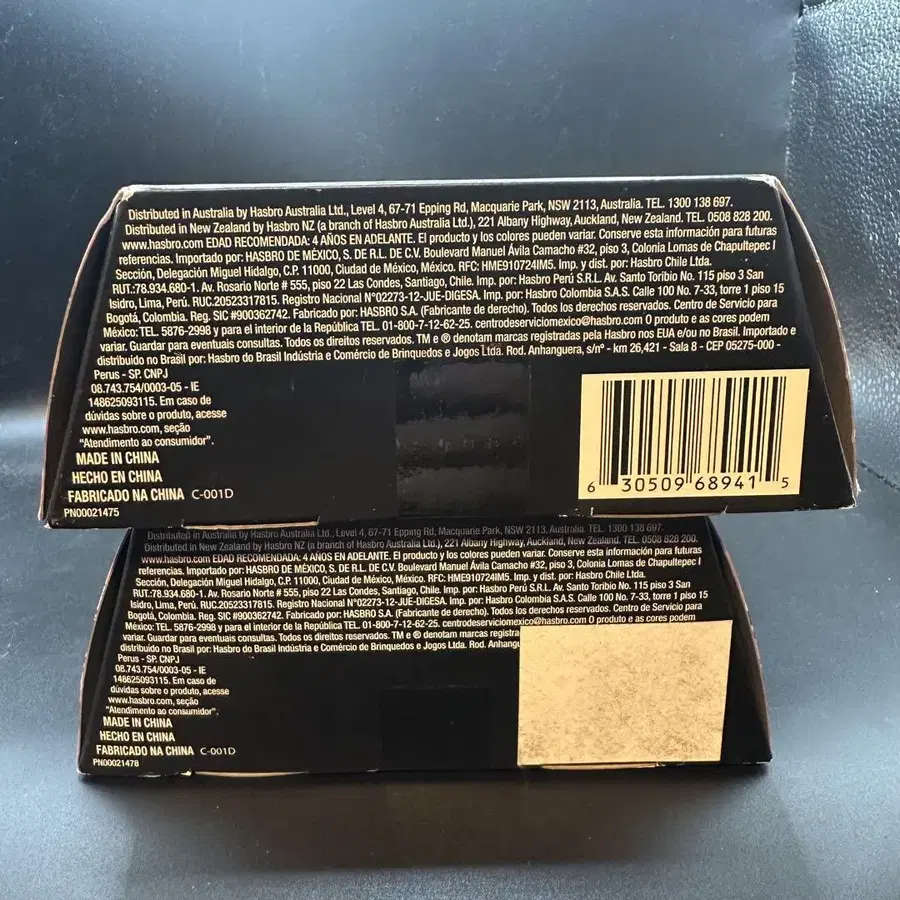 Distributed in Australia by Hasbro Australia Ltd., Level 4, 67-71 Epping Rd, Macquarie Park, NSW 2113, Australia. TEL. 1300 138 697.
Distributed in New Zealand by Hasbro NZ (a branch of Hasbro Australia Ltd.), 221 Albany Highway, Auckland, New Zealand. TEL. 0508 828 200.
www.hasbro.com EDAD RECOMENDADA: 4 AÑOS EN ADELANTE. El producto y los colores pueden variar. Conserve esta información para futuras
referencias. Importado por: HASBRO DE MÉXICO, S. DE R.L. DE C.V. Boulevard Manuel Ávila Camacho #32, piso 3, Colonia Lomas de Chapultepec I
Sección, Delegación Miguel Hidalgo, C.P. 11000, Ciudad de México, México. RFC: HME910724IM5. Imp. y dist. por: Hasbro Chile Ltda.
RUT.:78.934.680-1. Av. Rosario Norte # 555, piso 22 Las Condes, Santiago, Chile. Imp. por: Hasbro Perú S.R.L. Av. Santo Toribio No. 115 piso 3 San
Isidro, Lima, Perú. RUC.20523317815. Registro Nacional N°02273-12-JUE-DIGESA. Imp. por: Hasbro Colombia S.A.S. Calle 100 No. 7-33, torre 1 piso 15
Bogotá, Colombia. Reg. SIC #900362742. Fabricado por: HASBRO S.A. (Fabricante de derecho). Todos los derechos reservados. Centro de Servicio para
México: TEL. 5876-2998 y para el interior de la República TEL. 01-800-7-12-62-25. centrodeserviciomexico@hasbro.com O produto e as cores podem
variar. Guardar para eventuais consultas. Todos os direitos reservados. TM e ® denotam marcas registradas pela Hasbro nos EUA e/ou no Brasil. Importado e
distribuído no Brasil por: Hasbro do Brasil Indústria e Comércio de Brinquedos e Jogos Ltda. Rod. Anhanguera, s/nº - km 26,421 - Sala 8 - CEP 05275-000 -
Perus - SP. CNPJ
08.743.754/0003-05 - IE
148625093115. Em caso de
dúvidas sobre o produto, acesse
www.hasbro.com, seção
"Atendimento ao consumidor".
MADE IN CHINA
HECHO EN CHINA
FABRICADO NA CHINA C-001D
PN00021475
6 30509 68941 5
Distributed in Australia by Hasbro Australia Ltd., Level 4, 67-71 Epping Rd, Macquarie Park, NSW 2113, Australia. TEL. 1300 138 697.
Distributed in New Zealand by Hasbro NZ (a branch of Hasbro Australia Ltd.), 221 Albany Highway, Auckland, New Zealand. TEL. 0508 828 200.
www.hasbro.com EDAD RECOMENDADA: 4 AÑOS EN ADELANTE. El producto y los colores pueden variar. Conserve esta información para futuras
referencias. Importado por: HASBRO DE MÉXICO, S. DE R.L. DE C.V. Boulevard Manuel Ávila Camacho #32, piso 3, Colonia Lomas de Chapultepec I
Sección, Delegación Miguel Hidalgo, C.P. 11000, Ciudad de México, México. RFC: HME910724IM5. Imp. y dist. por: Hasbro Chile Ltda.
RUT.:78.934.680-1. Av. Rosario Norte # 555, piso 22 Las Condes, Santiago, Chile. Imp. por: Hasbro Perú S.R.L. Av. Santo Toribio No. 115 piso 3 San
Isidro, Lima, Perú. RUC.20523317815. Registro Nacional N°02273-12-JUE-DIGESA. Imp. por: Hasbro Colombia S.A.S. Calle 100 No. 7-33, torre 1 piso 15
Bogotá, Colombia. Reg. SIC #900362742. Fabricado por: HASBRO S.A. (Fabricante de derecho). Todos los derechos reservados. Centro de Servicio para
México: TEL. 5876-2998 y para el interior de la República TEL. 01-800-7-12-62-25. centrodeserviciomexico@hasbro.com O produto e as cores podem
variar. Guardar para eventuais consultas. Todos os direitos reservados. TM e ® denotam marcas registra
distribuído no Brasil por: Hasbro do Brasil Indústria e Comércio de Brinquedos e Jogos Ltda. Rod. Anhangu
Perus - SP. CNPJ
08.743.754/0003-05 - IE
148625093115. Em caso de
dúvidas sobre o produto, acesse
www.hasbro.com, seção
"Atendimento ao consumidor".
MADE IN CHINA
HECHO EN CHINA
FABRICADO NA CHINA C-001D
PN00021478